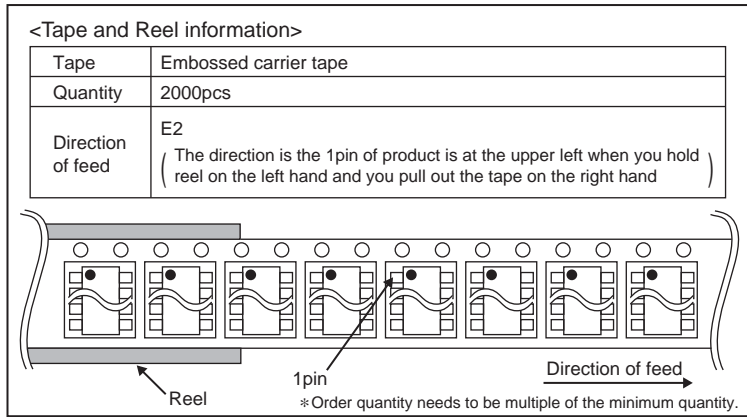 <Tape and Reel information>
Tape Embossed carrier tape
Quantity 2000pcs
Direction of feed E2
( The direction is the 1pin of product is at the upper left when you hold
reel on the left hand and you pull out the tape on the right hand )
Reel
1pin
Direction of feed
*Order quantity needs to be multiple of the minimum quantity.